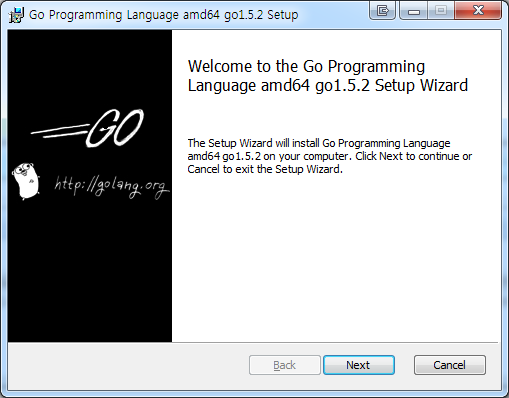 Go Programming Language amd64 go1.5.2 Setup
GO
http://golang.org
Welcome to the Go Programming
Language amd64 go1.5.2 Setup Wizard
The Setup Wizard will install Go Programming Language
amd64 go1.5.2 on your computer. Click Next to continue or
Cancel to exit the Setup Wizard.
Back Next Cancel